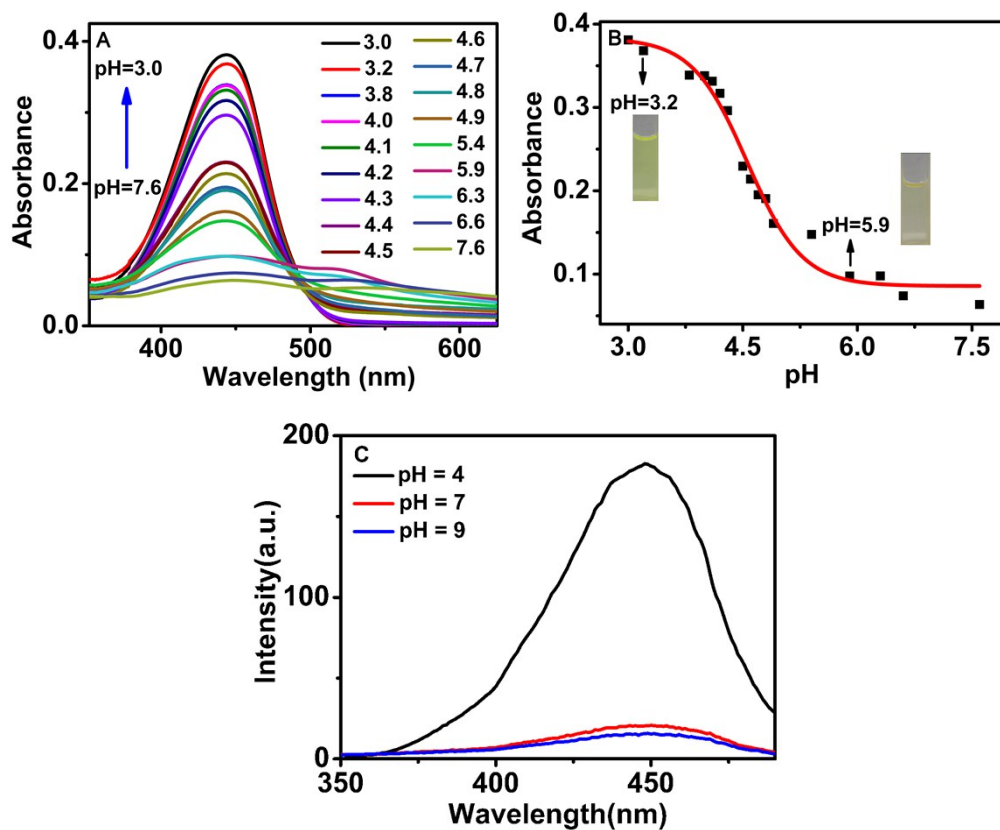 A
pH=3.0
pH=7.6
3.0
3.2
3.8
4.0
4.1
4.2
4.3
4.4
4.5
4.6
4.7
4.8
4.9
5.4
5.9
6.3
6.6
7.6
0.4
0.2
0.0
Absorbance
400
500
600
Wavelength (nm)
B
pH=3.2
pH=5.9
0.4
0.3
0.2
0.1
Absorbance
3.0
4.5
6.0
7.5
pH
C
pH = 4
pH = 7
pH = 9
200
100
0
Intensity(a.u.)
350
400
450
Wavelength(nm)